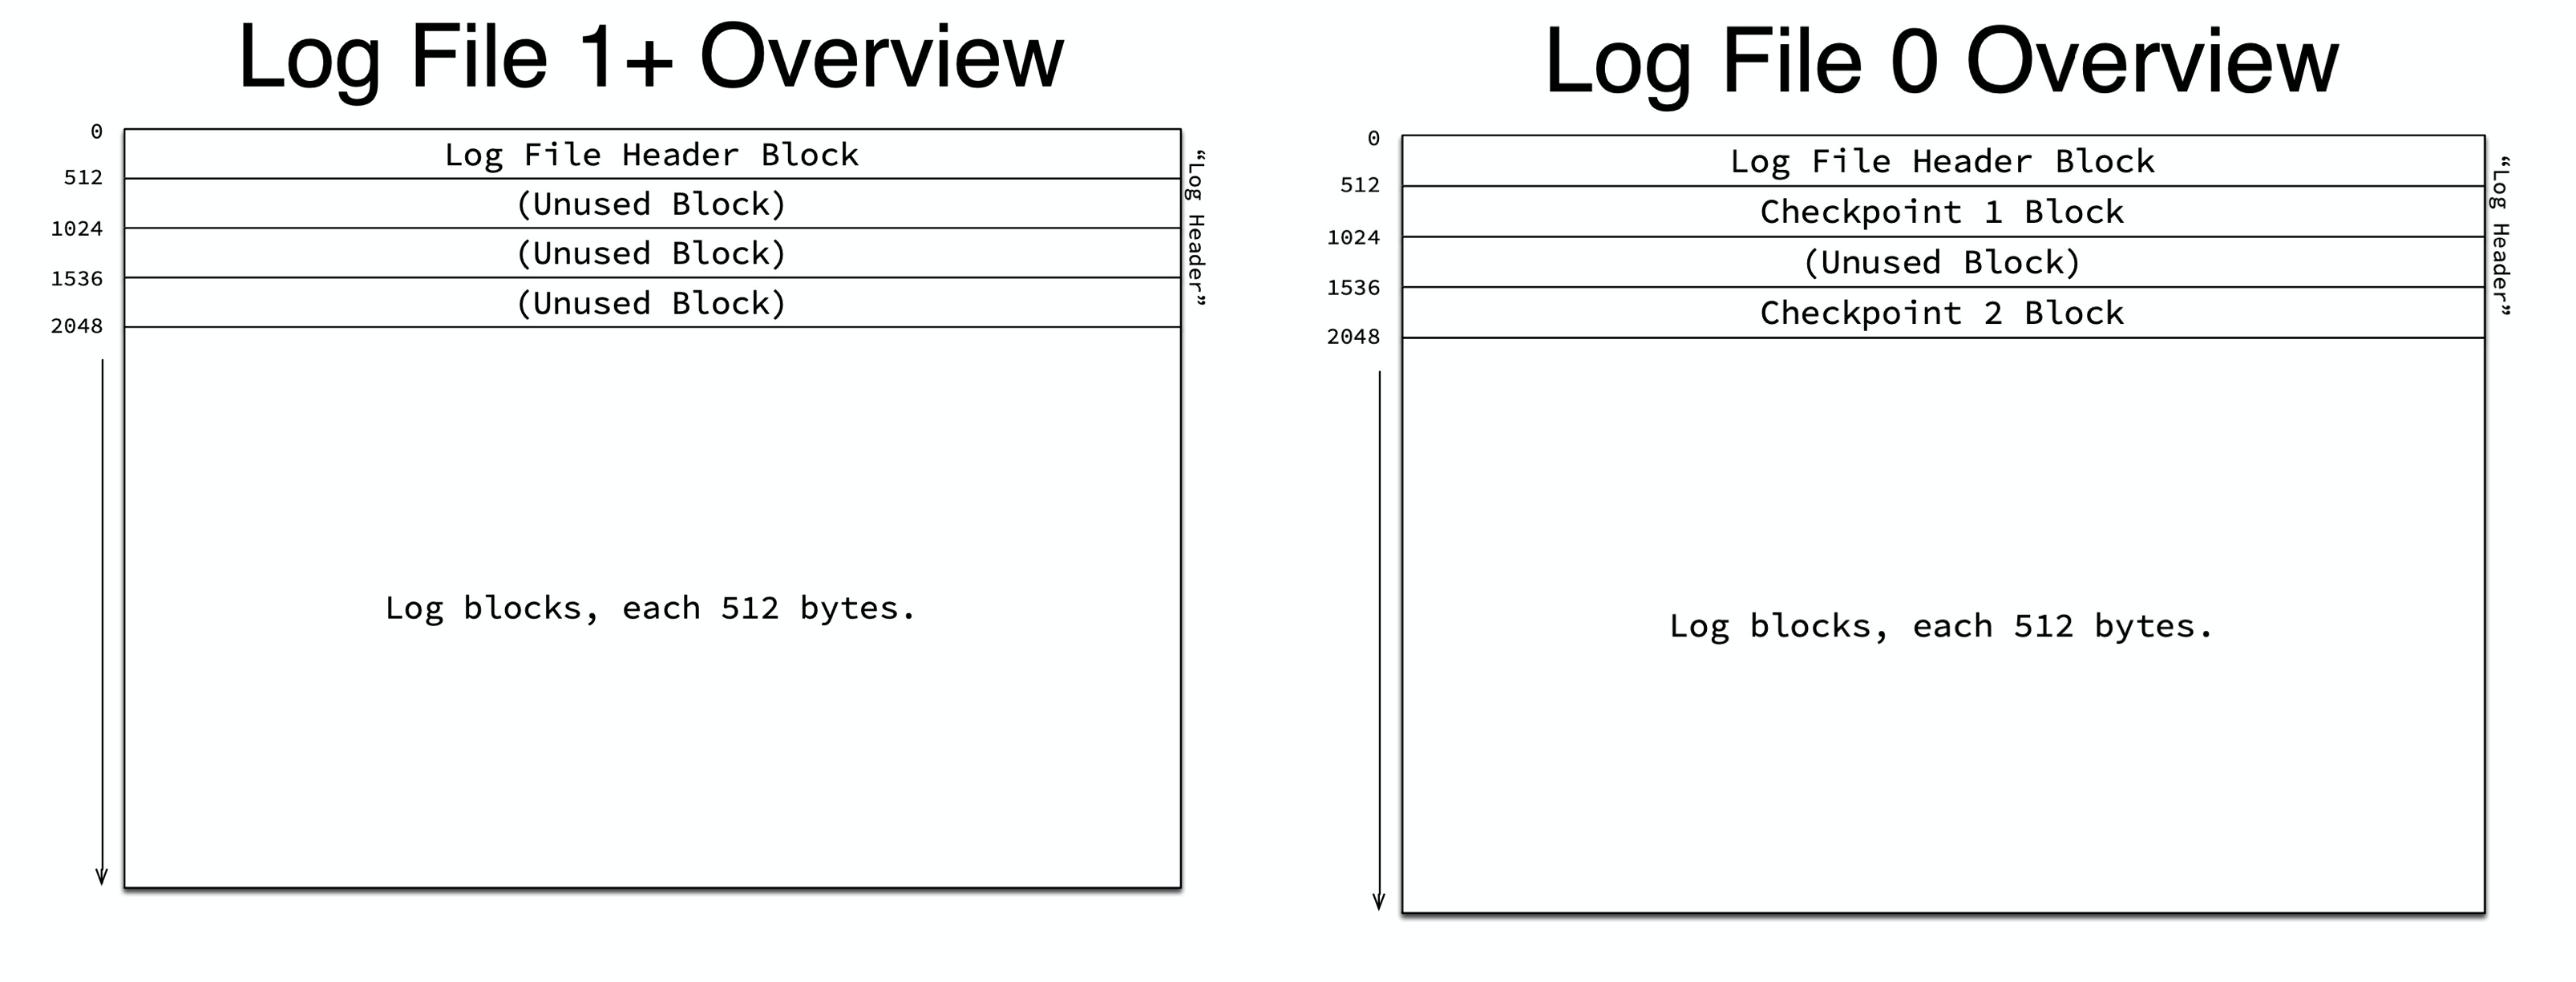 Log File 1+ Overview
0
Log File Header Block
512
(Unused Block)
1024
(Unused Block)
1536
(Unused Block)
2048
“Log Header”
Log blocks, each 512 bytes.
Log File 0 Overview
0
Log File Header Block
512
Checkpoint 1 Block
1024
(Unused Block)
1536
Checkpoint 2 Block
2048
“Log Header”
Log blocks, each 512 bytes.